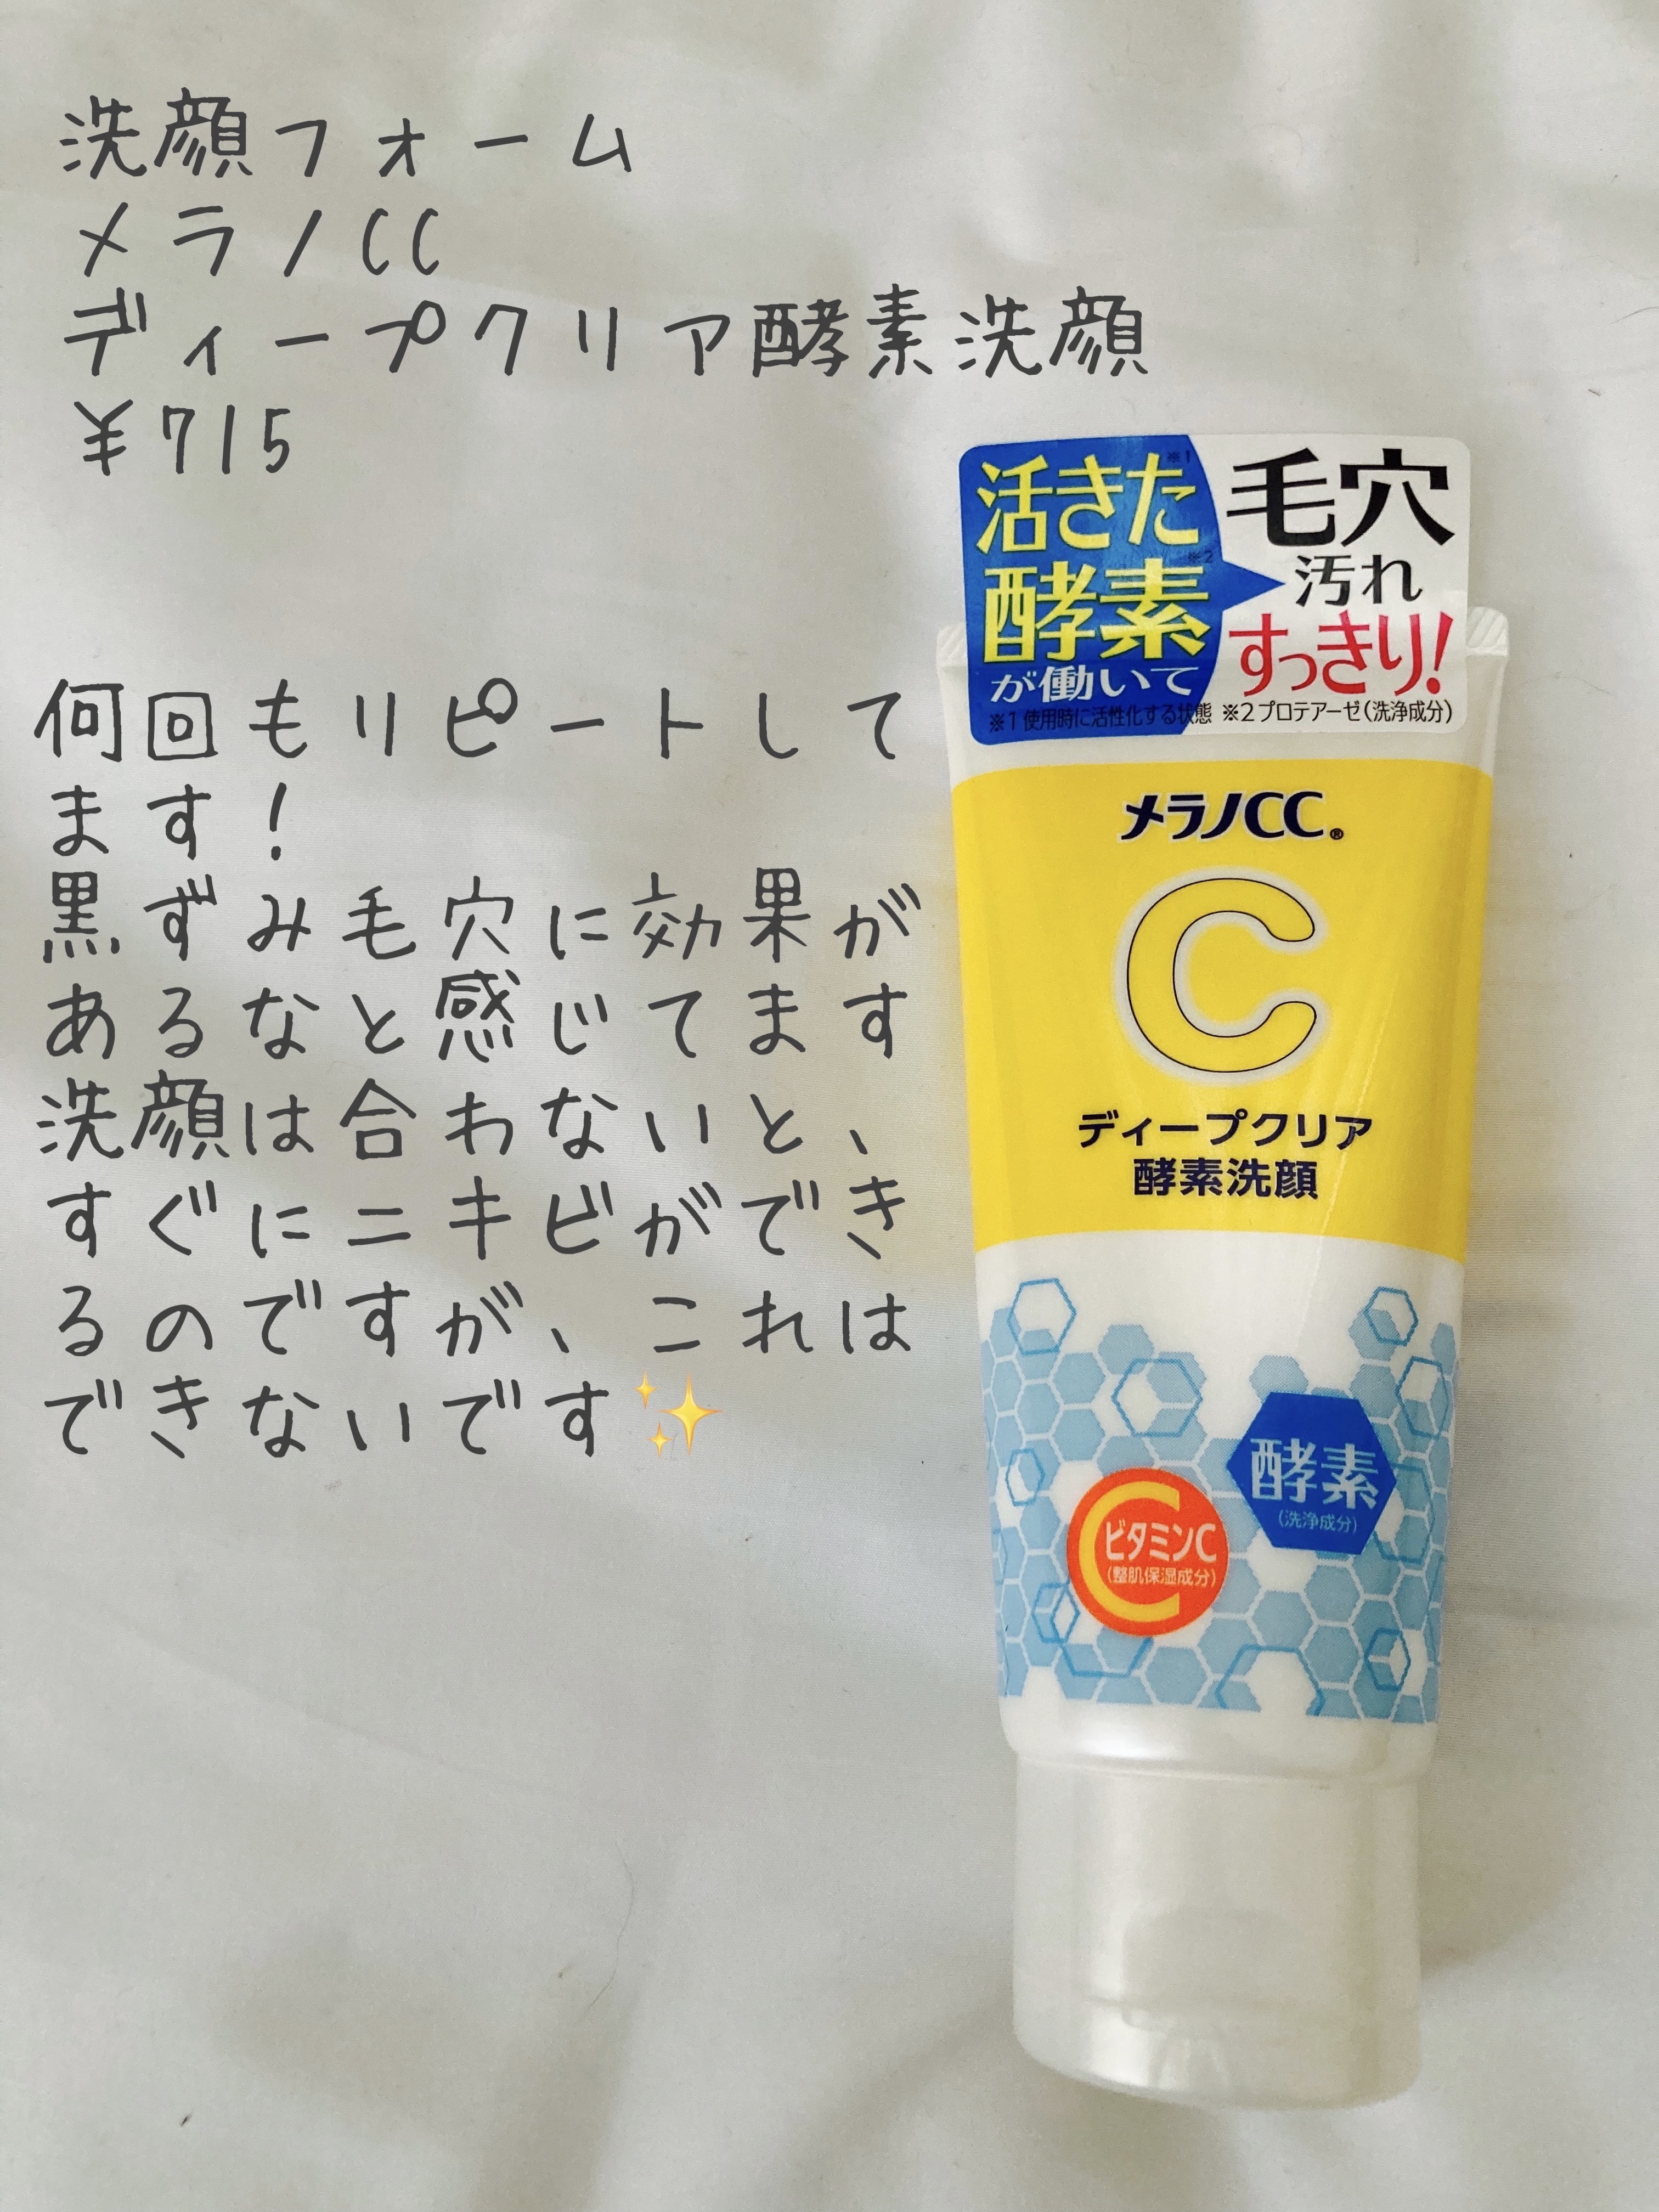 洗顔フォーム
メラノCC
ディープクリア酵素洗顔
¥715
何回もリピートして
ます！
黒ずみ毛穴に効果が
あるなと感じてます
洗顔は合わないと、
すぐにニキビができ
るのですが、これは
できないです✨
活きた※1
酵素※2
が働いて
毛穴
汚れ
すっきり!
※1使用時に活性化する状態 ※2プロテアーゼ(洗浄成分)
メラノCC®
C
ディープクリア
酵素洗顔
酵素
(洗浄成分)
ビタミンC
(整肌保湿成分)